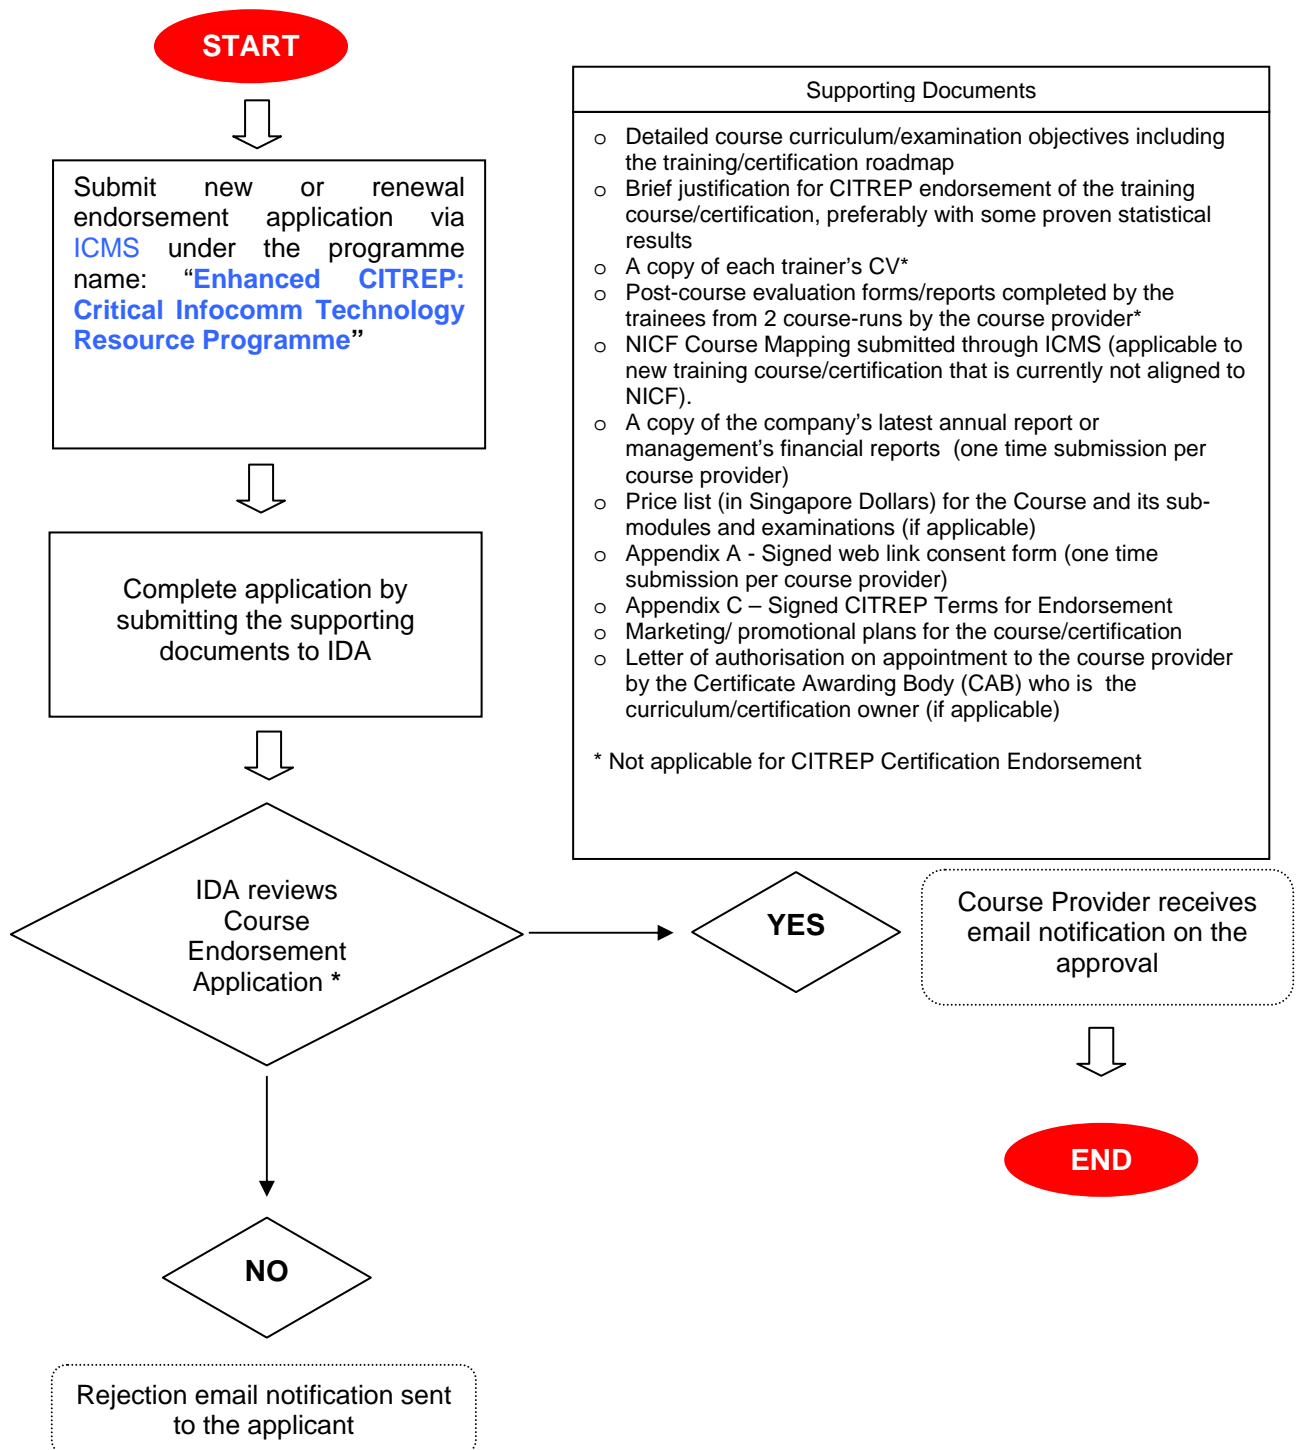 START
Submit new or renewal
endorsement application via
ICMS under the programme
name: “Enhanced CITREP:
Critical Infocomm Technology
Resource Programme”
Complete application by
submitting the supporting
documents to IDA
Supporting Documents
o Detailed course curriculum/examination objectives including
the training/certification roadmap
o Brief justification for CITREP endorsement of the training
course/certification, preferably with some proven statistical
results
o A copy of each trainer’s CV*
o Post-course evaluation forms/reports completed by the
trainees from 2 course-runs by the course provider*
o NICF Course Mapping submitted through ICMS (applicable to
new training course/certification that is currently not aligned to
NICF).
o A copy of the company’s latest annual report or
management’s financial reports (one time submission per
course provider)
o Price list (in Singapore Dollars) for the Course and its sub-
modules and examinations (if applicable)
o Appendix A - Signed web link consent form (one time
submission per course provider)
o Appendix C – Signed CITREP Terms for Endorsement
o Marketing/ promotional plans for the course/certification
o Letter of authorisation on appointment to the course provider
by the Certificate Awarding Body (CAB) who is the
curriculum/certification owner (if applicable)
* Not applicable for CITREP Certification Endorsement
IDA reviews
Course
Endorsement
Application *
YES
Course Provider receives
email notification on the
approval
END
NO
Rejection email notification sent
to the applicant